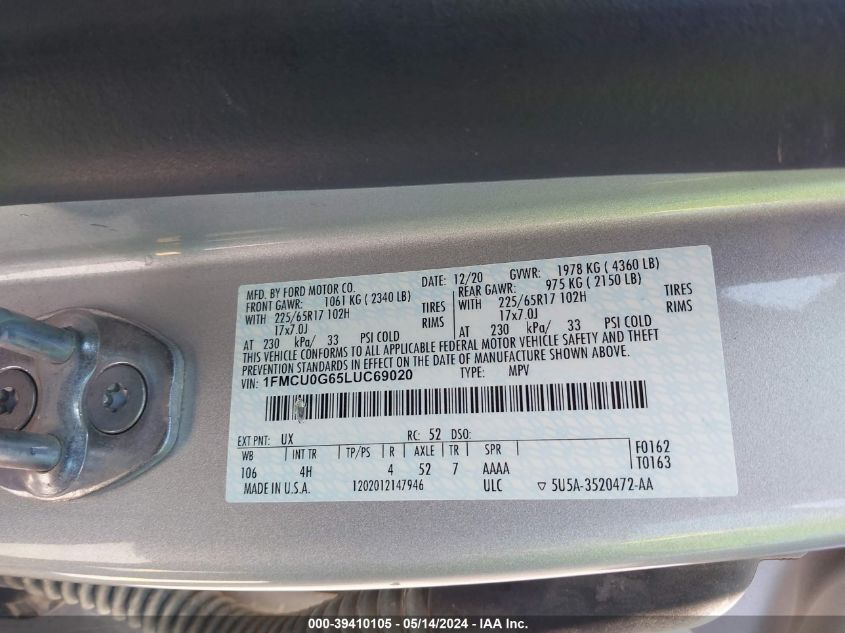 MFD. BY FORD MOTOR CO. DATE: 12/20 GVWR: 1978 KG ( 4360 LB)
FRONT GAWR: 1061 KG ( 2340 LB) REAR GAWR: 975 KG ( 2150 LB)
WITH 225/65R17 102H TIRES WITH 225/65R17 102H TIRES
17x7.0J RIMS 17x7.0J RIMS
AT 230 kPa/ 33 PSI COLD AT 230 kPa/ 33 PSI COLD
THIS VEHICLE CONFORMS TO ALL APPLICABLE FEDERAL MOTOR VEHICLE SAFETY AND THEFT
PREVENTION STANDARDS IN EFFECT ON THE DATE OF MANUFACTURE SHOWN ABOVE.
VIN: 1FMCU0G65LUC69020 TYPE: MPV
EXT PNT: UX RC: 52 DSO:
WB INT TR TP/PS R AXLE TR SPR F0162
106 4H 4 52 7 AAAA T0163
MADE IN U.S.A. 1202012147946 ULC ▽ 5U5A-3520472-AA
000-39410105 - 05/14/2024 - IAA Inc.